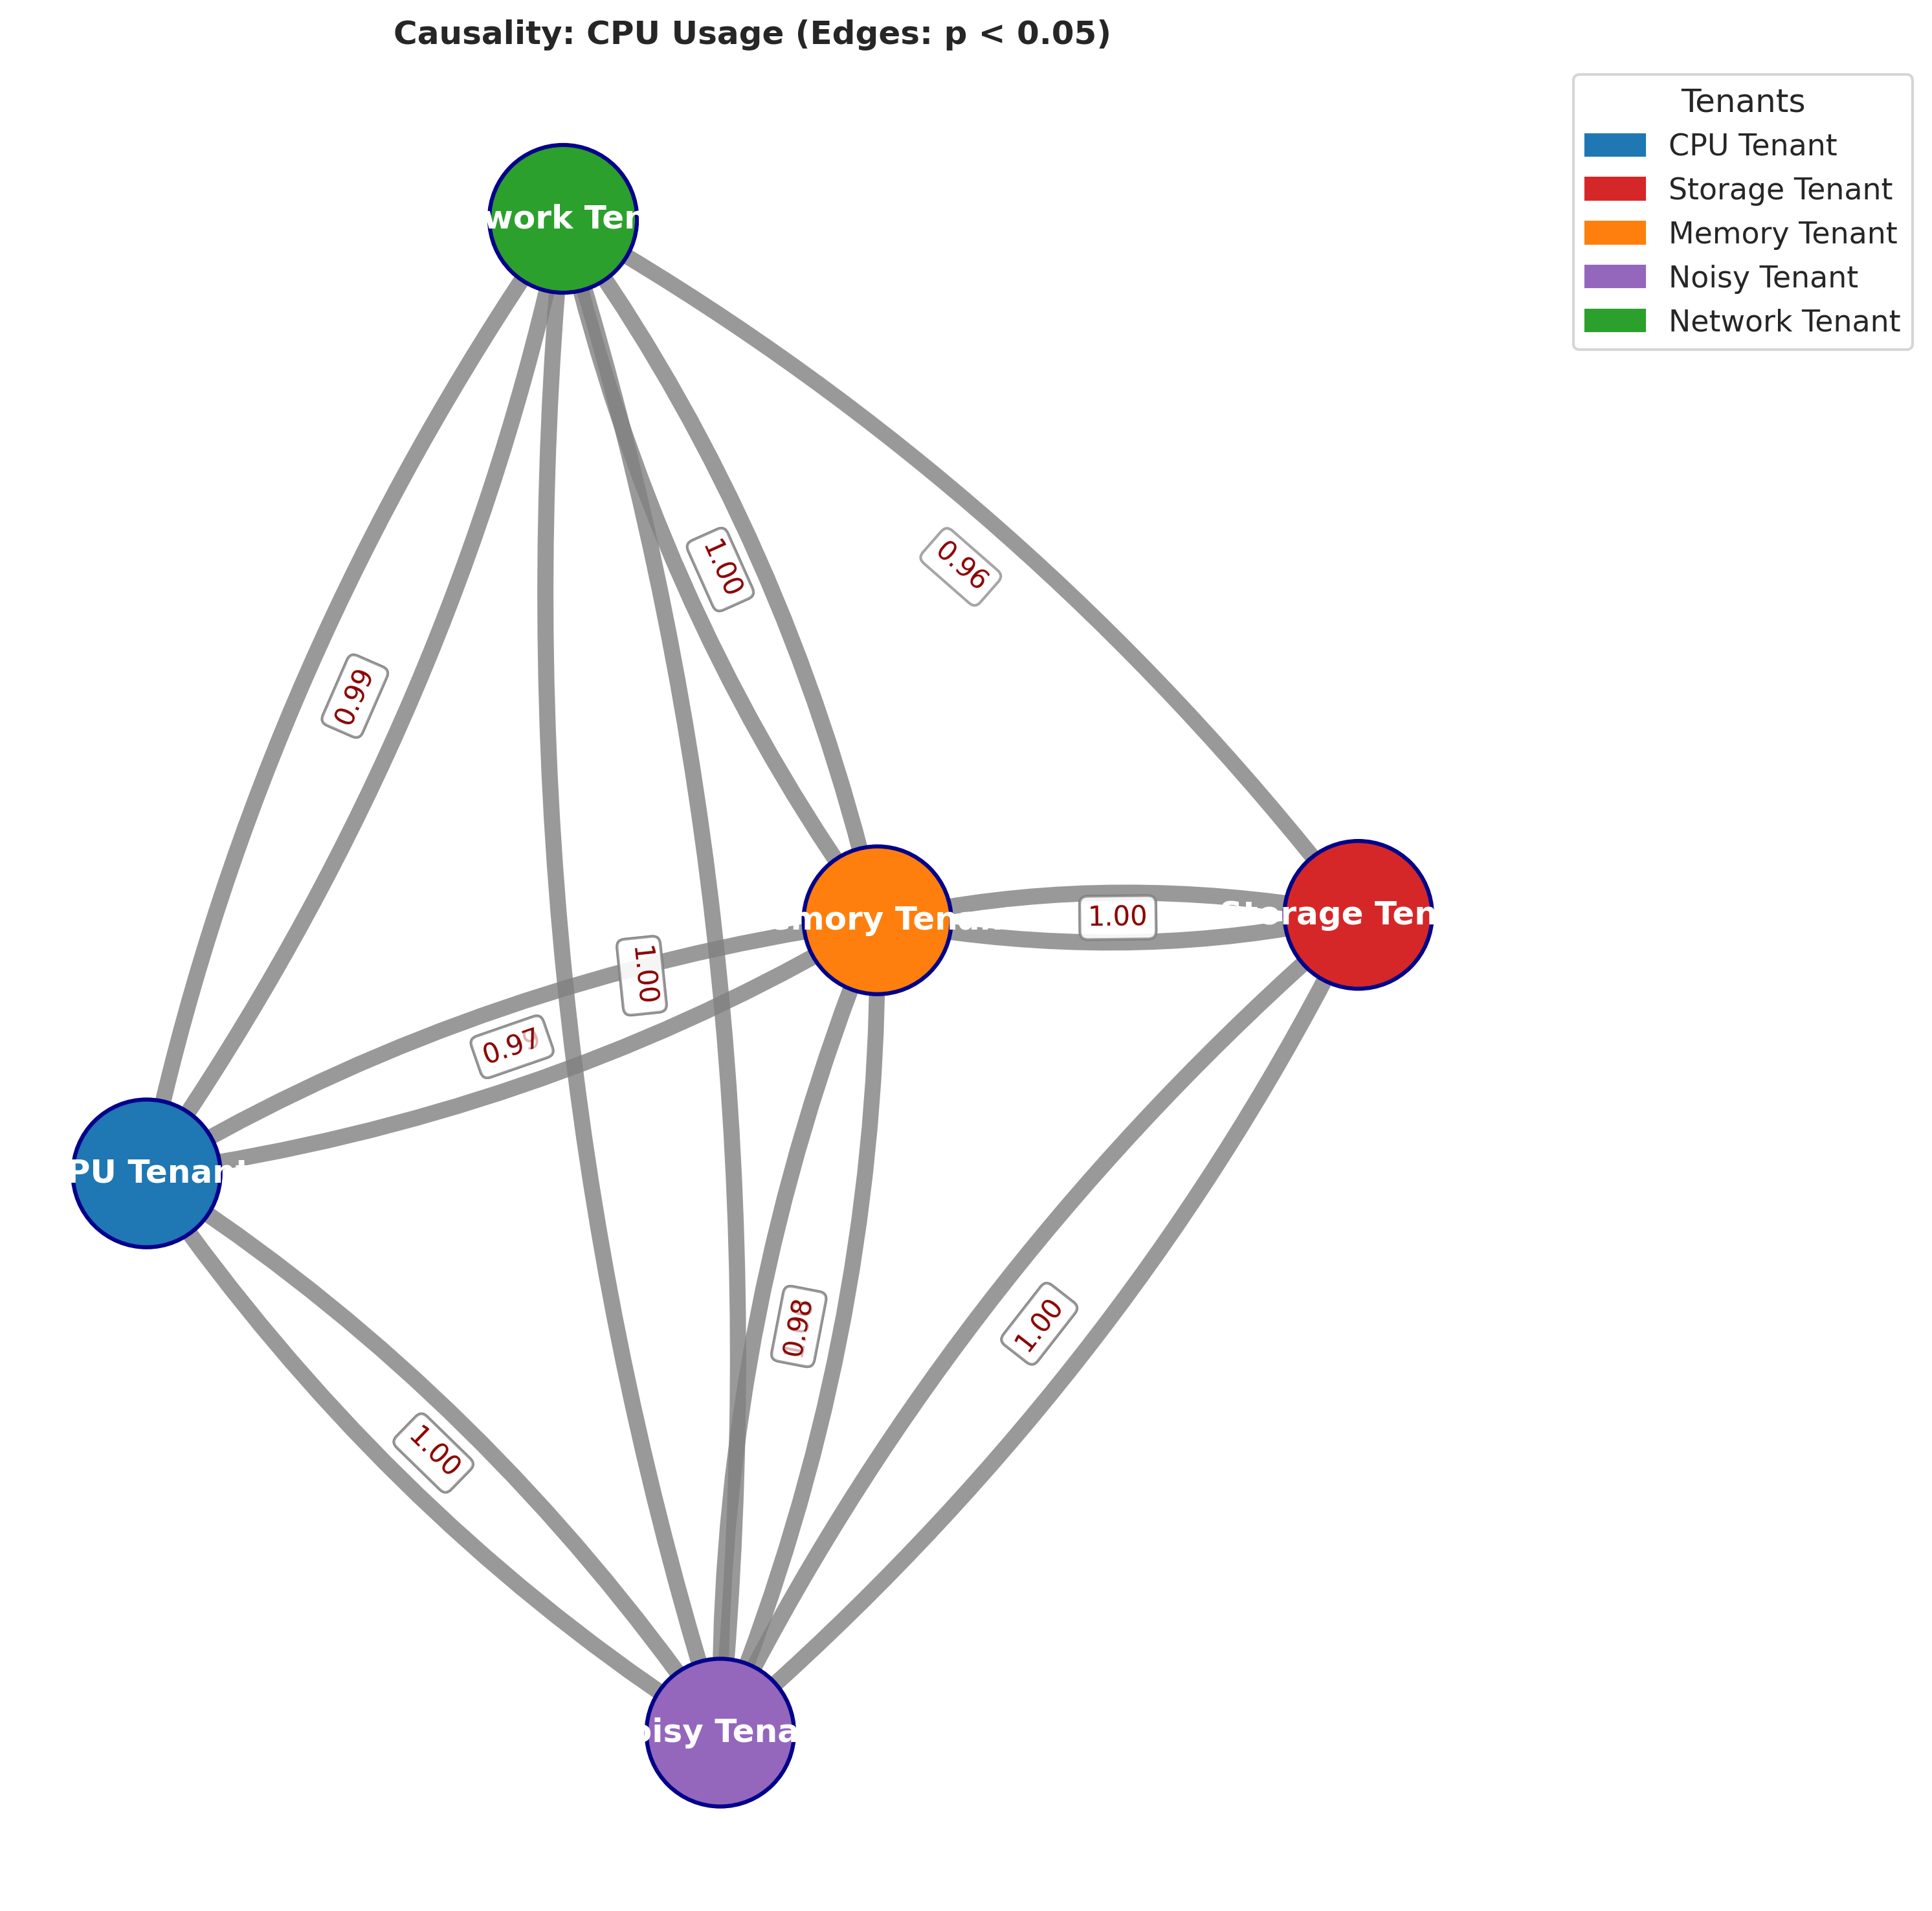 Causality: CPU Usage (Edges: p < 0.05)
Tenants
CPU Tenant
Storage Tenant
Memory Tenant
Noisy Tenant
Network Tenant
work Ten
1.00
0.96
0.99
mory Tena
1.00
Storage Ten
1.00
0.97
PU Tenant
0.98
1.00
1.00
oisy Tena